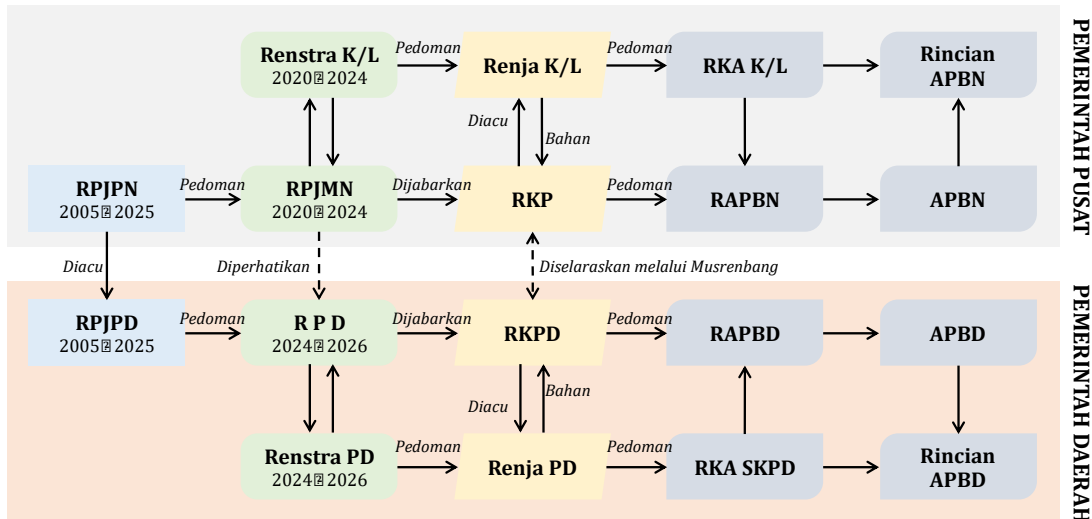 Renstra K/L
2020 2024
Pedoman
Renja K/L
Pedoman
RKA K/L
Rincian
APBN
Diacu
Bahan
RPJPN
2005 2025
Pedoman
RPJMN
2020 2024
Dijabarkan
RKP
Pedoman
RAPBN
APBN
PEMERINTAH PUSAT
Diacu
Diperhatikan
Diselaraskan melalui Musrenbang
RPJPD
2005 2025
Pedoman
R P D
2024 2026
Dijabarkan
RKPD
Pedoman
RAPBD
APBD
Diacu
Bahan
Renstra PD
2024 2026
Pedoman
Renja PD
Pedoman
RKA SKPD
Rincian
APBD
PEMERINTAH DAERAH